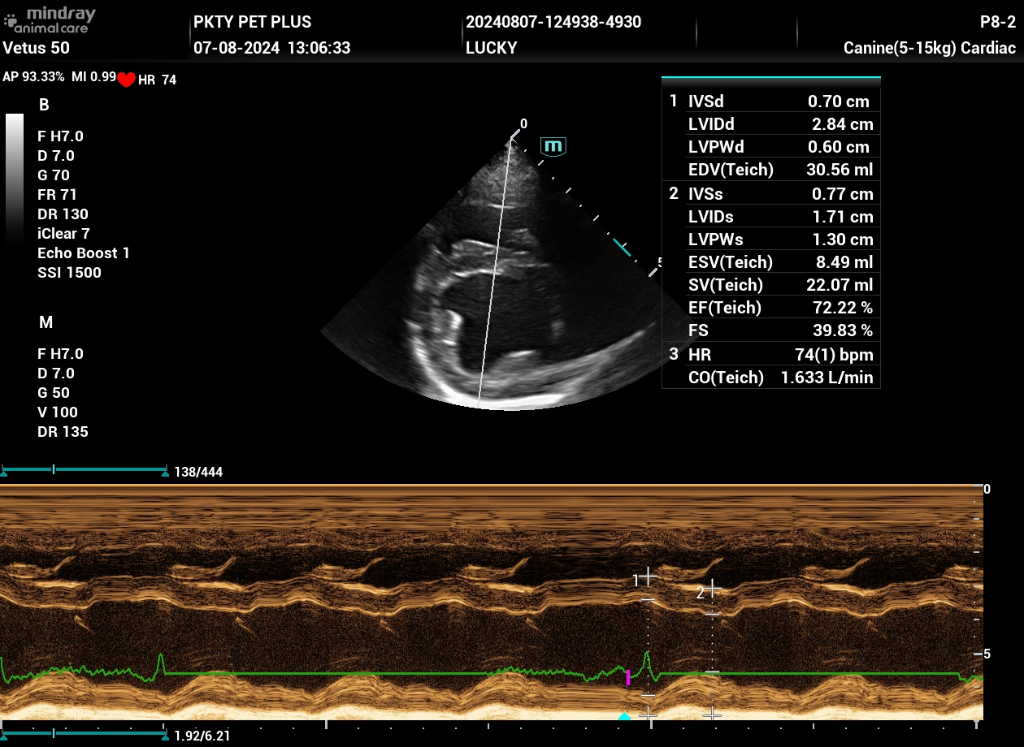 mindray
animalcare
Vetus 50
PKTY PET PLUS
07-08-2024 13:06:33
20240807-124938-4930
LUCKY
P8-2
Canine(5-15kg) Cardiac
AP 93.33% MI 0.99 HR 74
B
F H7.0
D 7.0
G 70
FR 71
DR 130
iClear 7
Echo Boost 1
SSI 1500
M
F H7.0
D 7.0
G 50
V 100
DR 135
0
m
5
1 IVSd 0.70 cm
LVIDd 2.84 cm
LVPWd 0.60 cm
EDV(Teich) 30.56 ml
2 IVSs 0.77 cm
LVIDs 1.71 cm
LVPWs 1.30 cm
ESV(Teich) 8.49 ml
SV(Teich) 22.07 ml
EF(Teich) 72.22 %
FS 39.83 %
3 HR 74(1) bpm
CO(Teich) 1.633 L/min
138/444
0
1
2
5
1.92/6.21